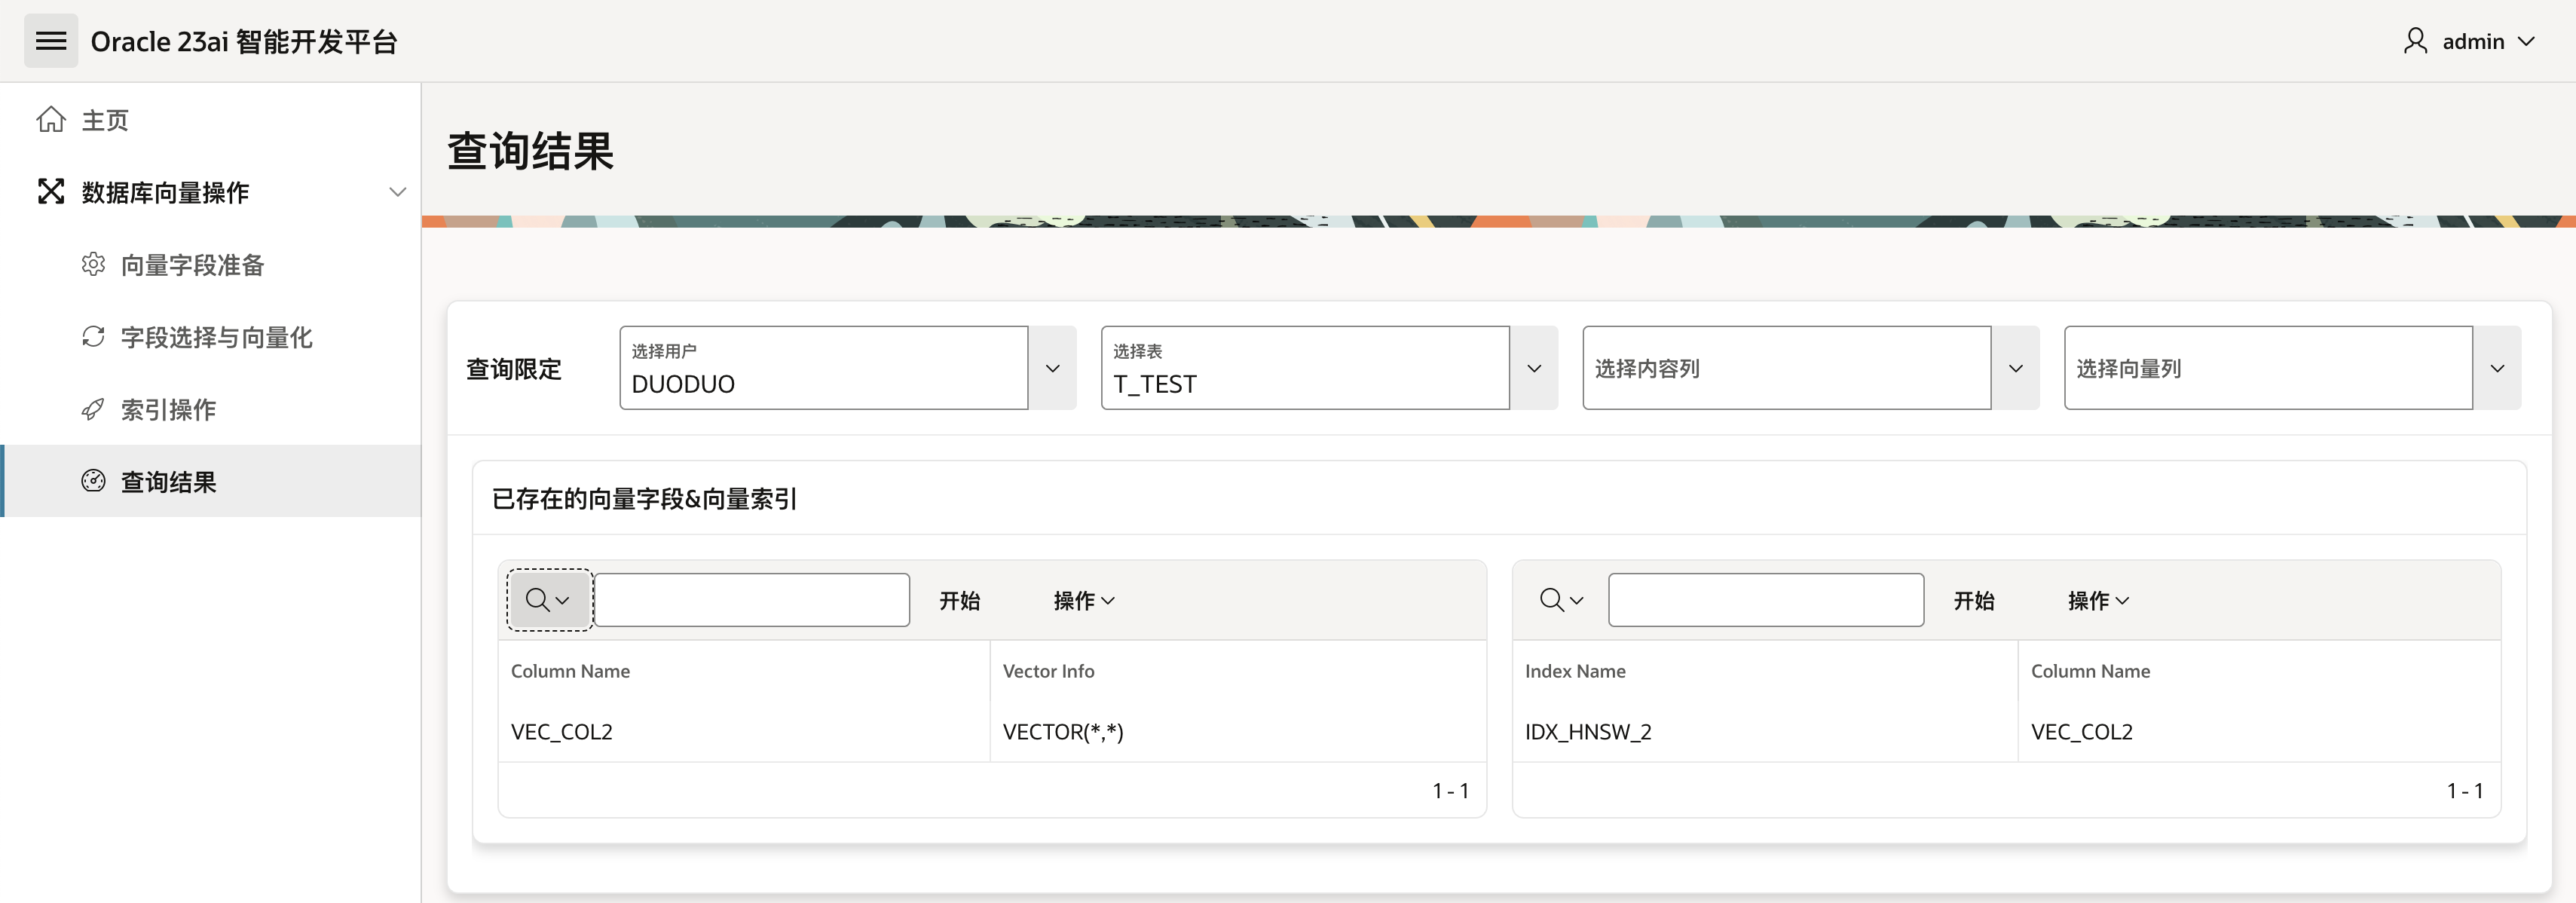 Oracle 23ai 智能开发平台
admin
主页
数据库向量操作
向量字段准备
字段选择与向量化
索引操作
查询结果
查询结果
查询限定
选择用户
DUODUO
选择表
T_TEST
选择内容列
选择向量列
已存在的向量字段&向量索引
开始 操作
Column Name Vector Info
VEC_COL2 VECTOR(*,*)
1 - 1
开始 操作
Index Name Column Name
IDX_HNSW_2 VEC_COL2
1 - 1